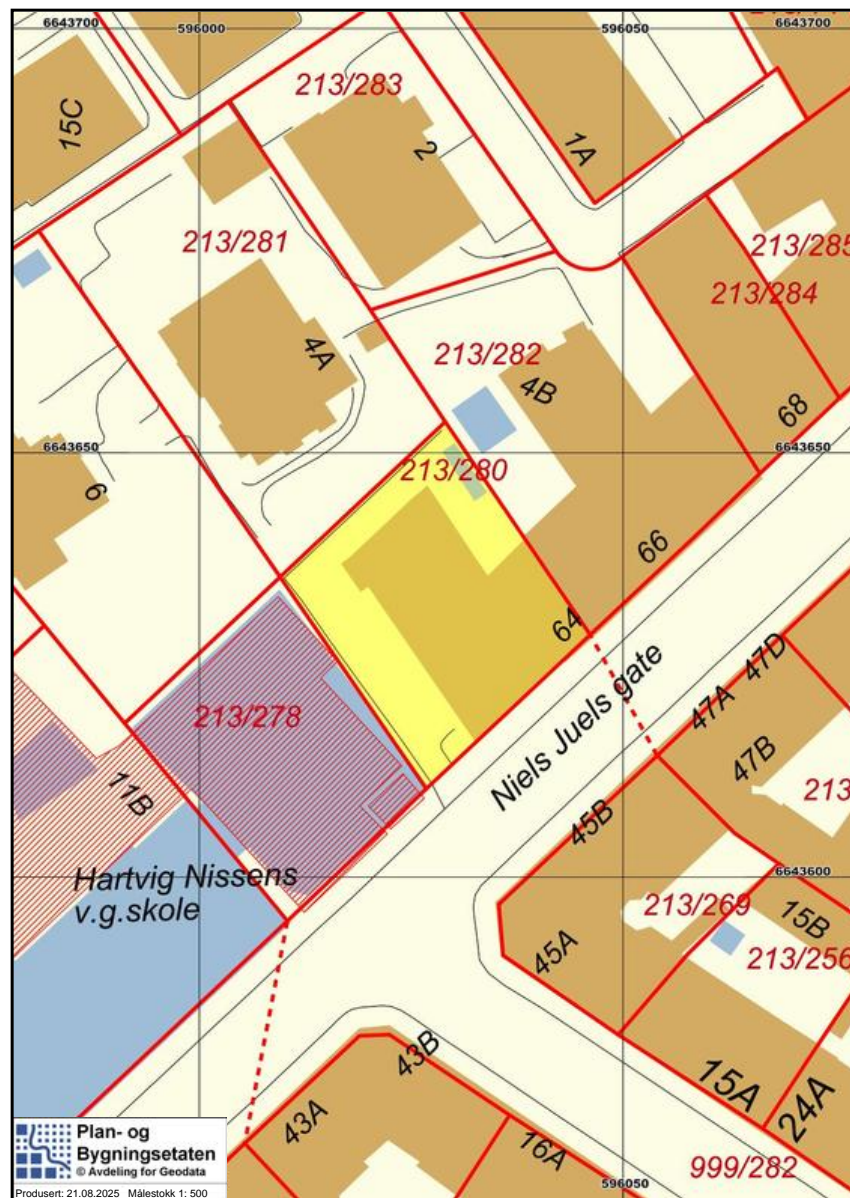 6643700
596000
596050
6643700
213/283
15C
2
1A
213/281
213/285
213/284
4A
213/282
4B
68
6643650
6643650
213/280
6
66
64
Niels Juels gate
47D
47A
213/278
47B
11B
213
45B
Hartvig Nissens
v.g.skole
6643600
213/269
15B
45A
213/256
43B
15A
24A
43A
16A
999/282
596050
Plan- og
Bygningsetaten
© Avdeling for Geodata
Produsert: 21.08.2025 Målestokk 1: 500